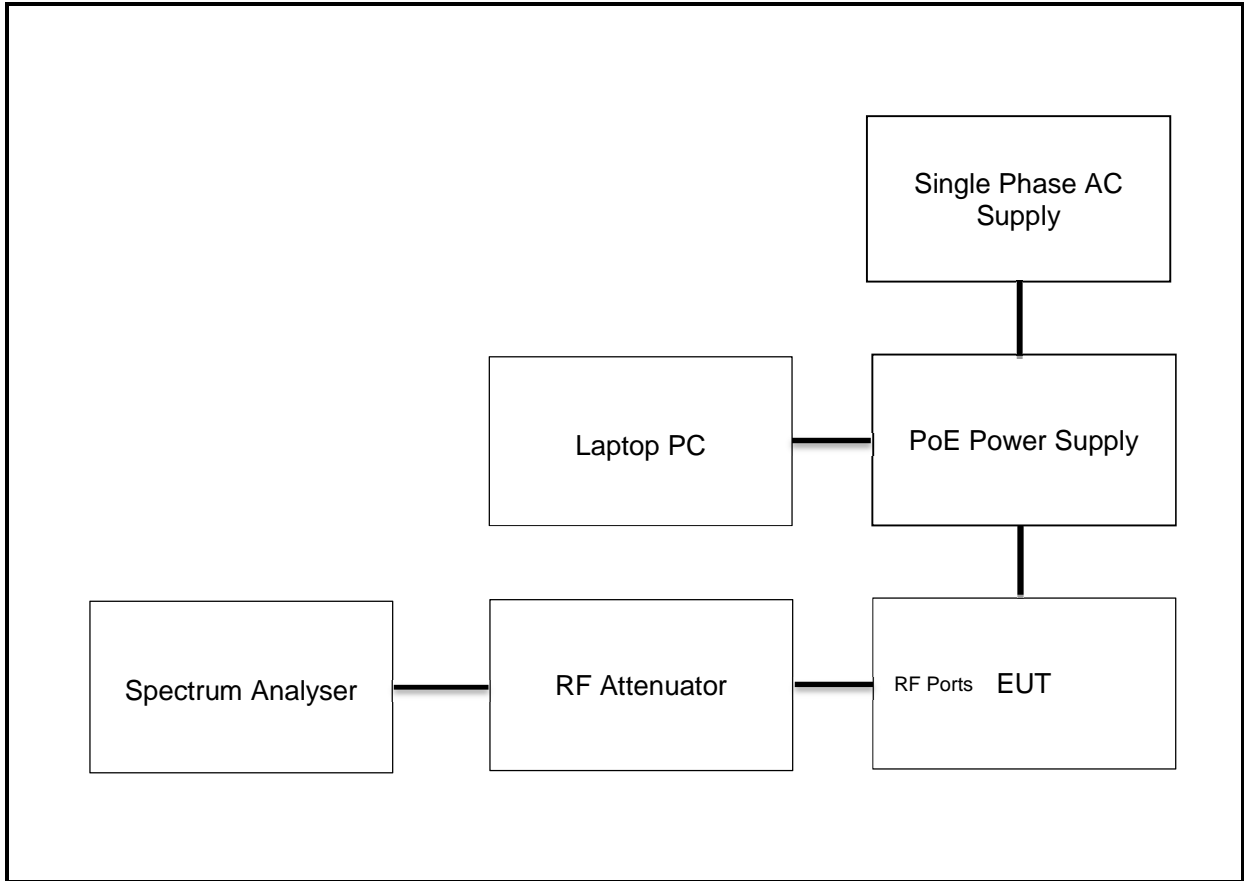 Single Phase AC
Supply
Laptop PC
PoE Power Supply
Spectrum Analyser
RF Attenuator
RF Ports EUT